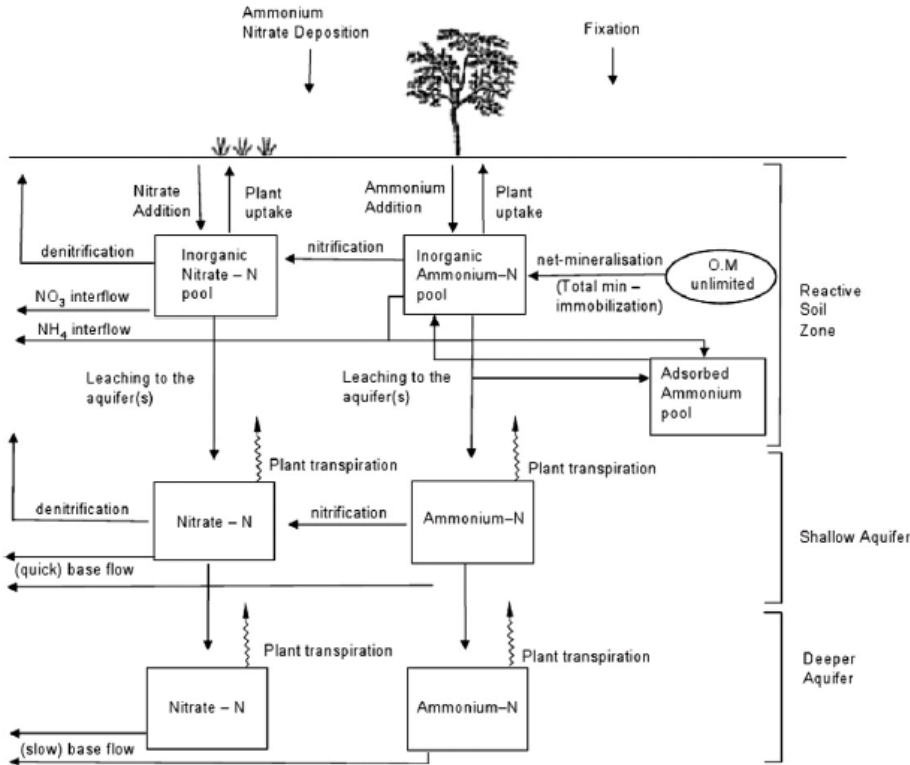 Ammonium
Nitrate Deposition
Fixation
Nitrate
Addition
Plant
uptake
Ammonium
Addition
Plant
uptake
denitrification
Inorganic
Nitrate – N
pool
nitrification
Inorganic
Ammonium–N
pool
net-mineralisation
(Total min –
immobilization)
O.M
unlimited
Reactive
Soil
Zone
NO3 interflow
NH4 interflow
Leaching to the
aquifer(s)
Leaching to the
aquifer(s)
Adsorbed
Ammonium
pool
Plant transpiration
Plant transpiration
denitrification
Nitrate – N
nitrification
Ammonium–N
Shallow Aquifer
(quick) base flow
Plant transpiration
Plant transpiration
Deeper
Aquifer
Nitrate – N
Ammonium–N
(slow) base flow